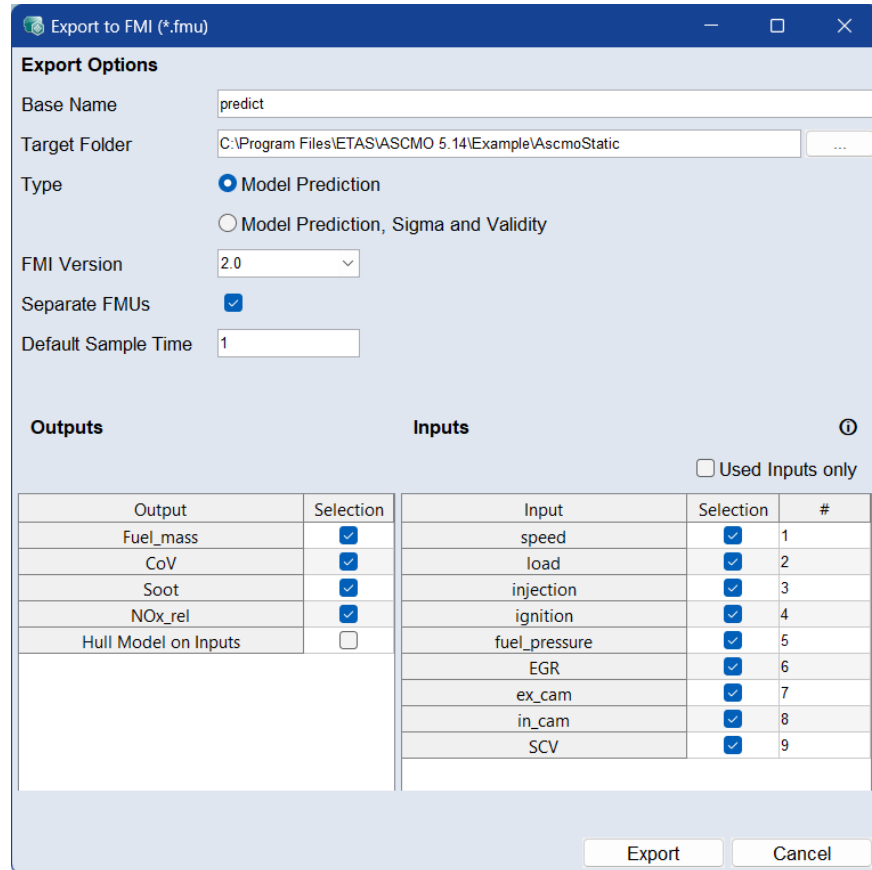 Export to FMI (*.fmu)
Export Options
Base Name predict
Target Folder C:\Program Files\ETAS\ASCMO 5.14\Example\AscmoStatic ...
Type Model Prediction
Model Prediction, Sigma and Validity
FMI Version 2.0
Separate FMUs
Default Sample Time 1
Outputs Inputs
Used Inputs only
Output Selection Input Selection #
Fuel_mass speed 1
CoV load 2
Soot injection 3
NOx_rel ignition 4
Hull Model on Inputs fuel_pressure 5
EGR 6
ex_cam 7
in_cam 8
SCV 9
Export Cancel